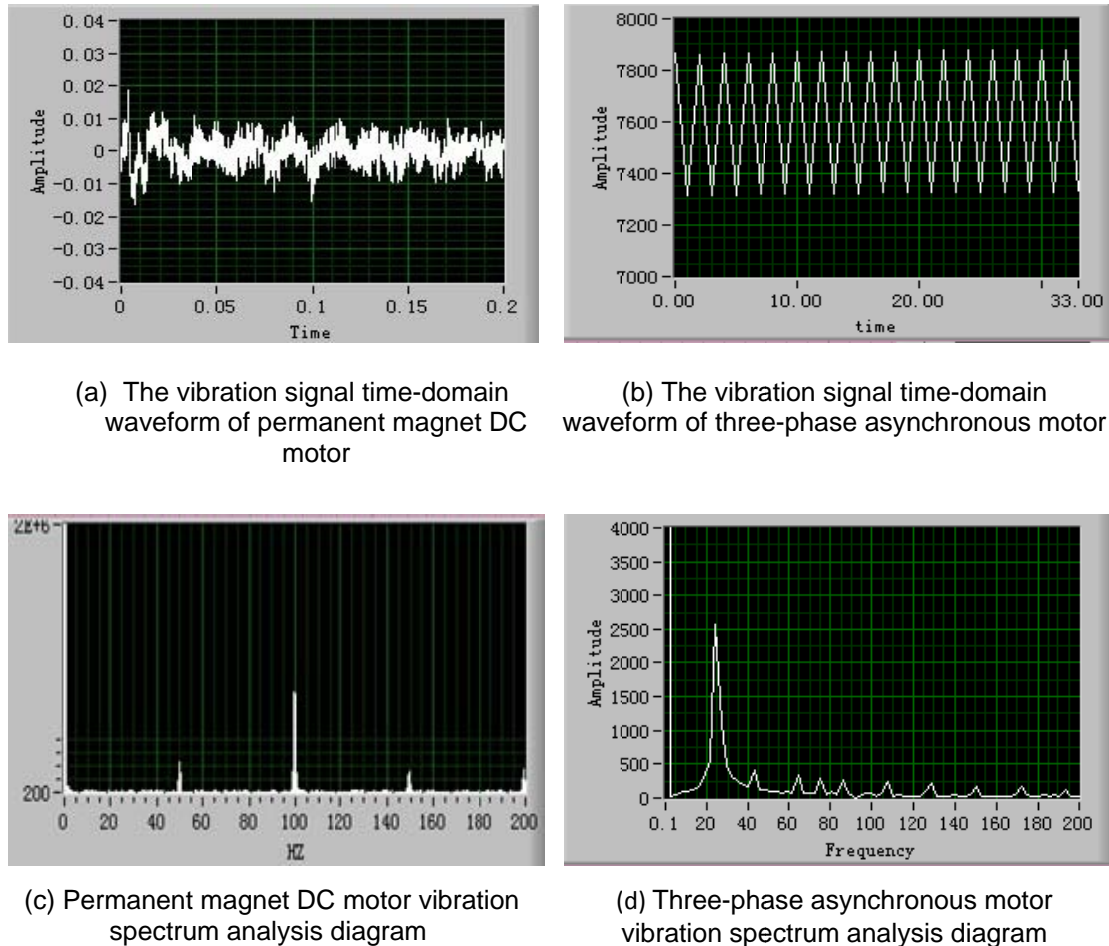 0.04
0.03
0.02
0.01
0
-0.01
-0.02
-0.03
-0.04
Amplitude
0 0.05 0.1 0.15 0.2
Time
8000
7800
7600
7400
7200
7000
Amplitude
0.00 10.00 20.00 33.00
time
(a) The vibration signal time-domain
waveform of permanent magnet DC
motor
(b) The vibration signal time-domain
waveform of three-phase asynchronous motor
2E+6
200
0 20 40 60 80 100 120 140 160 180 200
HZ
4000
3500
3000
2500
2000
1500
1000
500
0
Amplitude
0.1 20 40 60 80 100 120 140 160 180 200
Frequency
(c) Permanent magnet DC motor vibration
spectrum analysis diagram
(d) Three-phase asynchronous motor
vibration spectrum analysis diagram